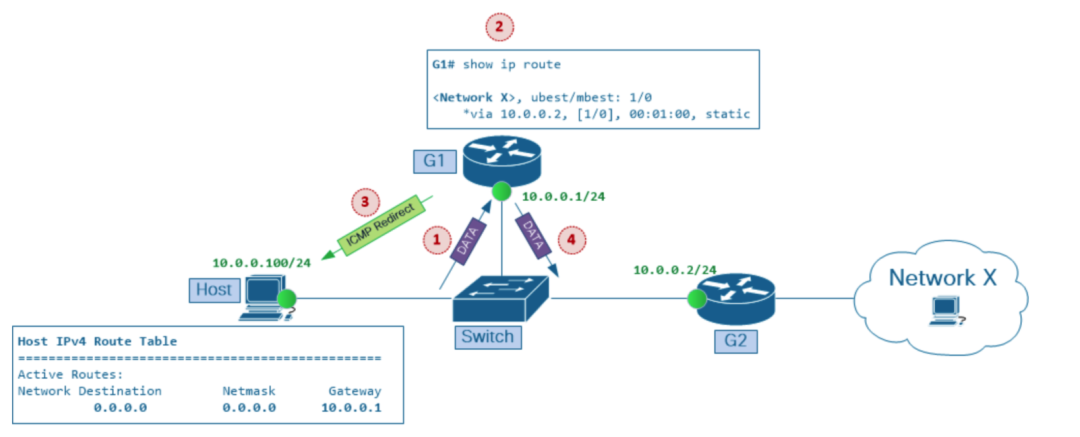 2
G1# show ip route
<Network X>, ubest/mbest: 1/0
*via 10.0.0.2, [1/0], 00:01:00, static
G1
10.0.0.1/24
3
ICMP Redirect
1
DATA
DATA
4
10.0.0.100/24
Host
Switch
10.0.0.2/24
G2
Network X
?
?
Host IPv4 Route Table
================================================
Active Routes:
Network Destination Netmask Gateway
0.0.0.0 0.0.0.0 10.0.0.1